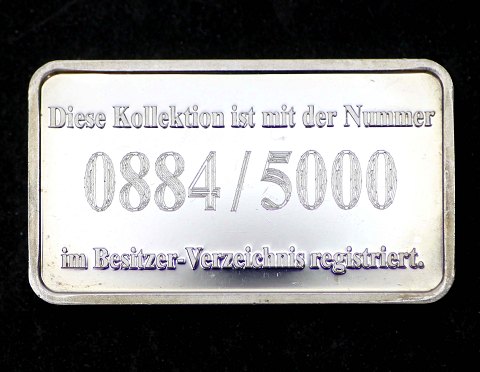 Diese Kollektion ist mit der Nummer
0884/5000
im Besitzer-Verzeichnis registriert.